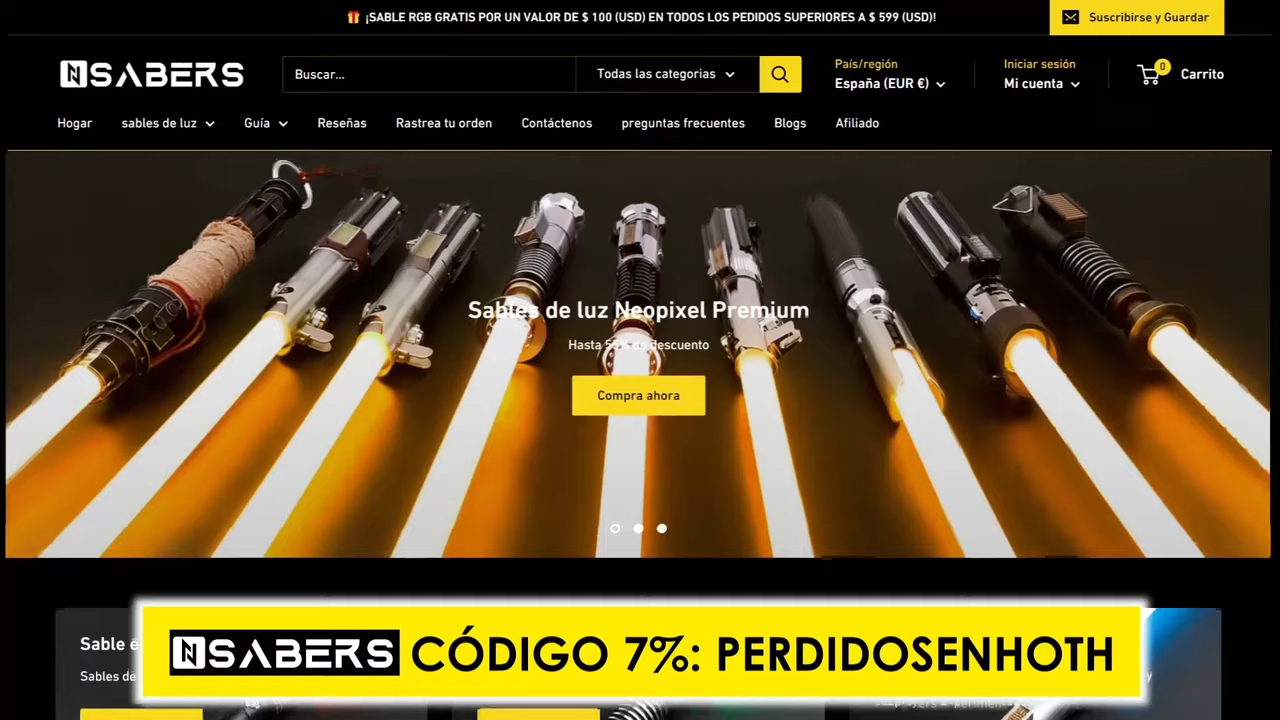 ¡SABLE RGB GRATIS POR UN VALOR DE $ 100 (USD) EN TODOS LOS PEDIDOS SUPERIORES A $ 599 (USD)!
Suscribirse y Guardar
NSABERS
Buscar...
Todas las categorias
País/región
España (EUR €)
Iniciar sesión
Mi cuenta
0
Carrito
Hogar
sables de luz
Guía
Reseñas
Rastrea tu orden
Contáctenos
preguntas frecuentes
Blogs
Afiliado
Sables de luz Neopixel Premium
Hasta 55% de descuento
Compra ahora
Sable
Sables de
NSABERS CÓDIGO 7%: PERDIDOSENHOTH
y